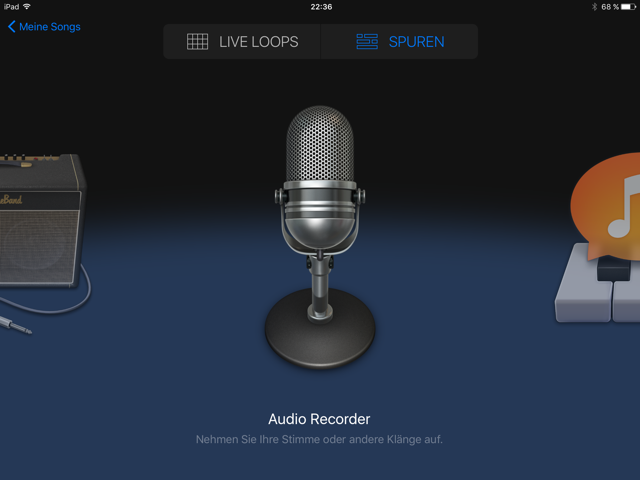 iPad 22:36 68 %
Meine Songs
LIVE LOOPS SPUREN
Audio Recorder
Nehmen Sie Ihre Stimme oder andere Klänge auf.